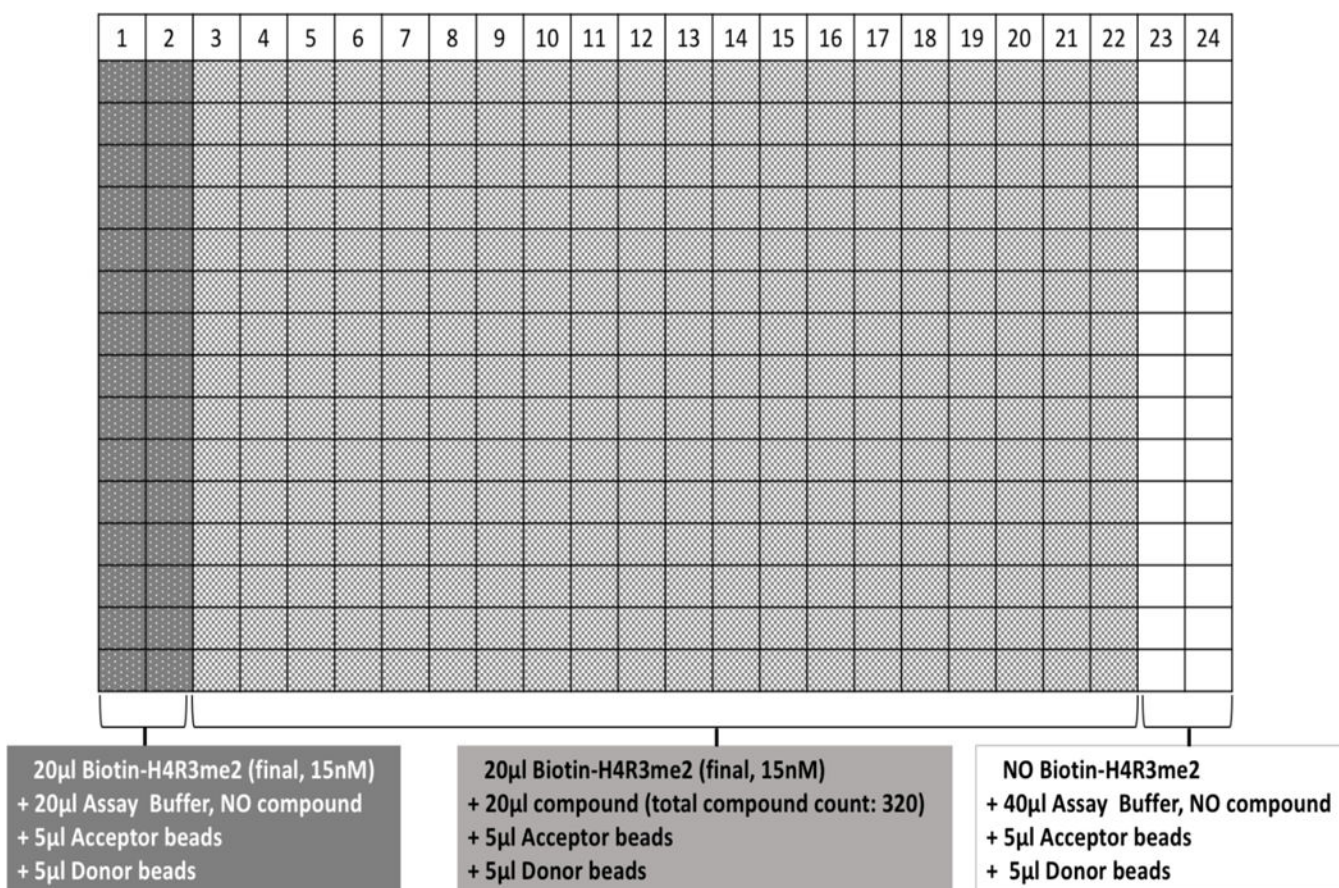 1 2 3 4 5 6 7 8 9 10 11 12 13 14 15 16 17 18 19 20 21 22 23 24
20µl Biotin-H4R3me2 (final, 15nM)
+ 20µl Assay Buffer, NO compound
+ 5µl Acceptor beads
+ 5µl Donor beads
20µl Biotin-H4R3me2 (final, 15nM)
+ 20µl compound (total compound count: 320)
+ 5µl Acceptor beads
+ 5µl Donor beads
NO Biotin-H4R3me2
+ 40µl Assay Buffer, NO compound
+ 5µl Acceptor beads
+ 5µl Donor beads